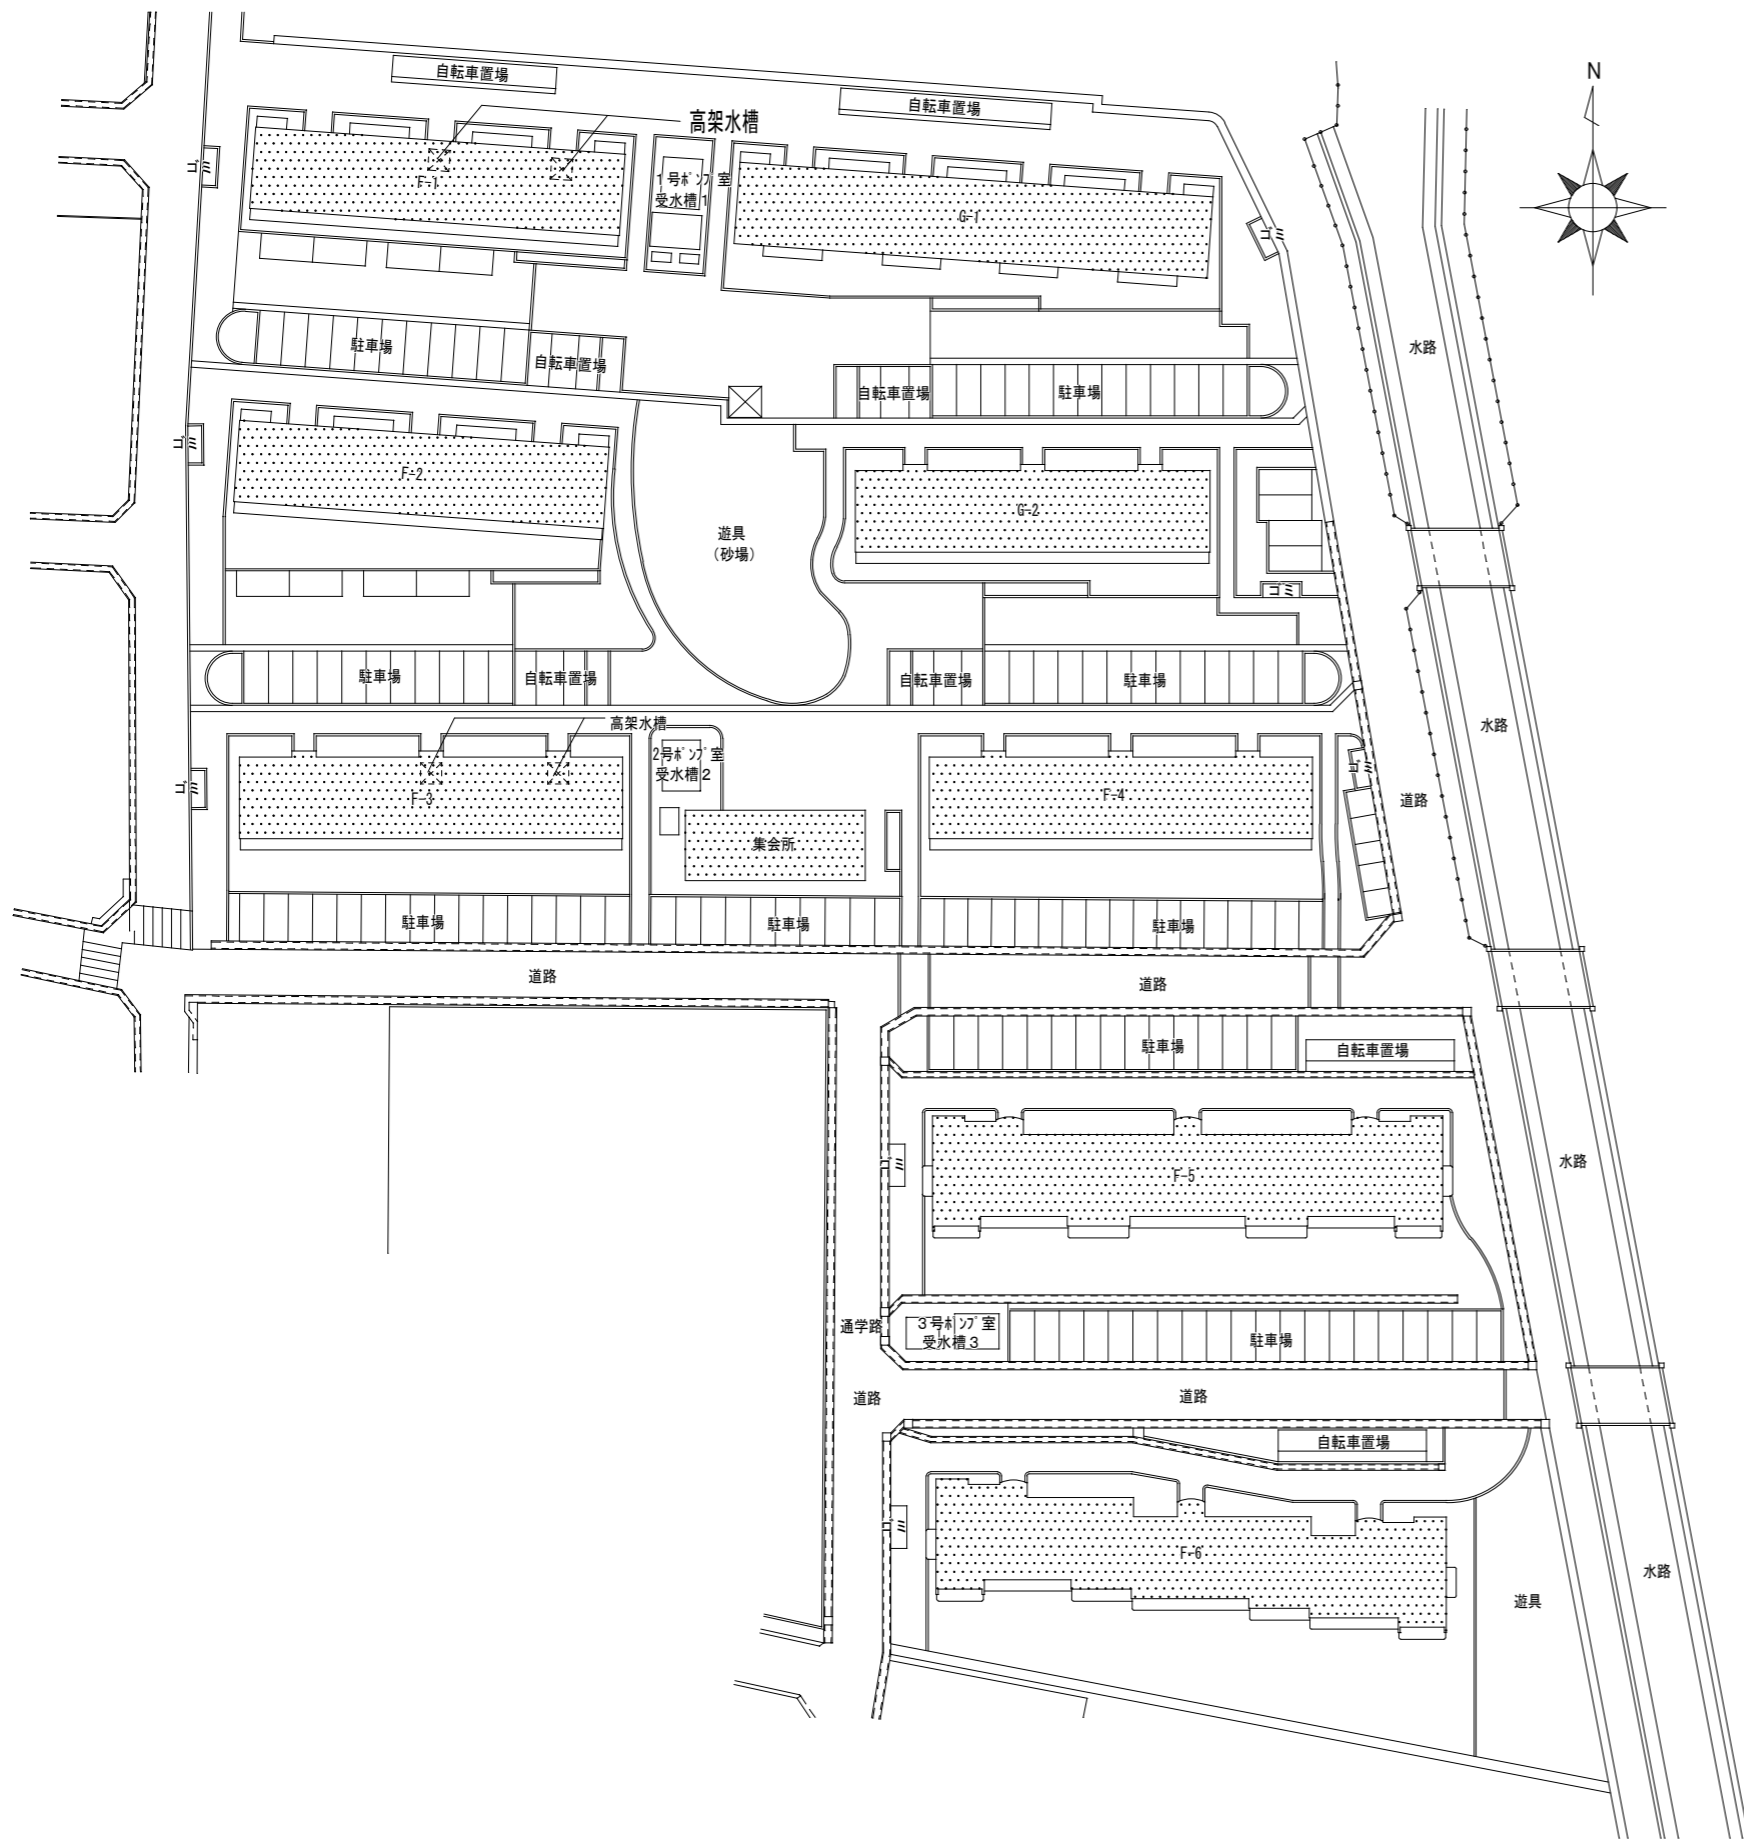 N
自転車置場
自転車置場
高架水槽
ゴミ
F-1
1号ポンプ室
受水槽1
G-1
ゴミ
水路
駐車場
自転車置場
自転車置場
駐車場
ゴミ
F-2
遊具
(砂場)
G-2
ゴミ
駐車場
自転車置場
自転車置場
駐車場
高架水槽
水路
2号ポンプ室
受水槽2
ゴミ
ゴミ
F-3
F-4
道路
集会所
駐車場
駐車場
駐車場
道路
道路
駐車場
自転車置場
ゴミ
F-5
水路
通学路
3号ポンプ室
受水槽3
駐車場
道路
道路
自転車置場
ゴミ
F-6
水路
遊具